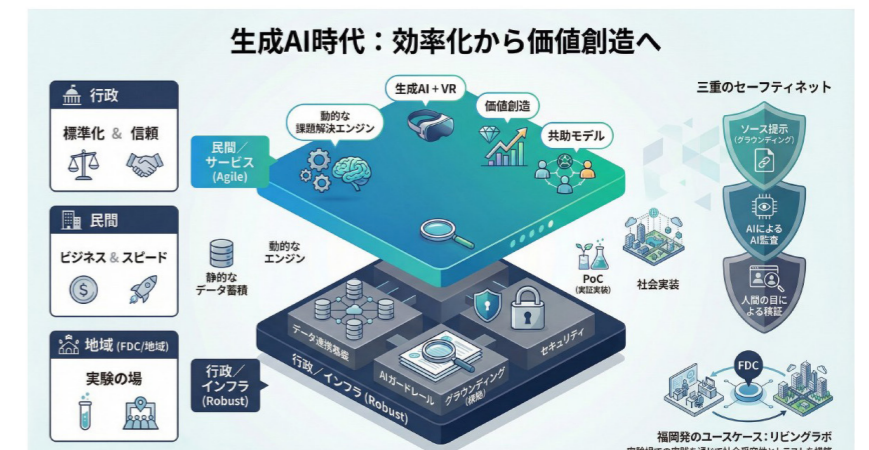 生成AI時代：効率化から価値創造へ
行政
標準化 & 信頼
民間
ビジネス & スピード
地域 (FDC/地域)
実験の場
民間／
サービス
(Agile)
行政／
インフラ
(Robust)
静的な
データ蓄積
動的な
エンジン
動的な
課題解決エンジン
生成AI + VR
価値創造
共助モデル
データ連携基盤
行政／インフラ (Robust)
AIガードレール
グラウンディング
セキュリティ
PoC
(実証実装)
社会実装
三重のセーフティネット
ソース提示
(グラウンディング)
AIによる
AI監査
人間の目に
よる検証
FDC
福岡発のユースケース：リビングラボ